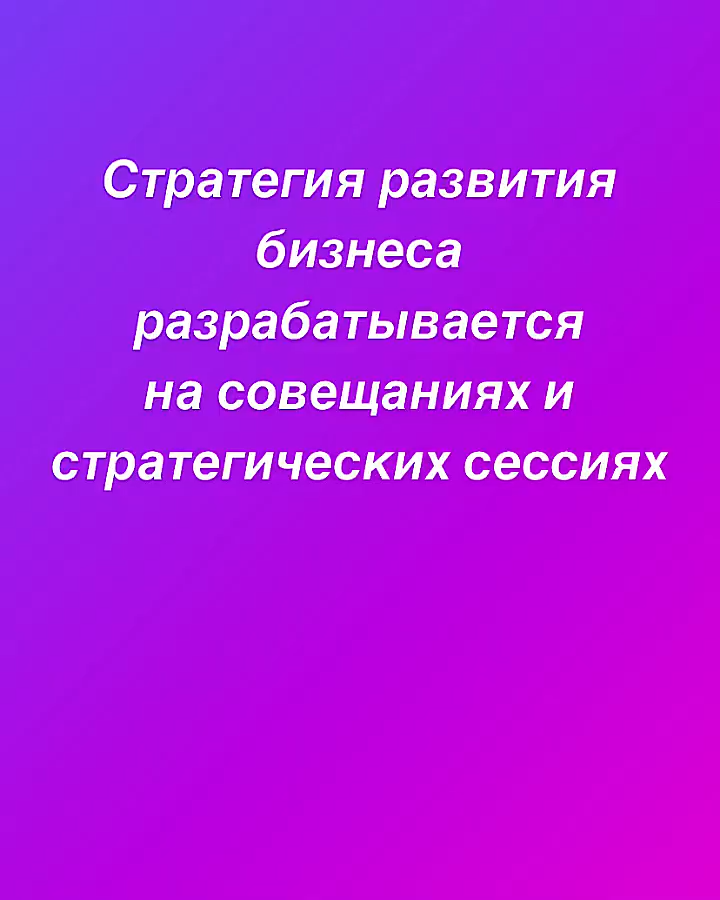 Стратегия развития
бизнеса
разрабатывается
на совещаниях и
стратегических сессиях